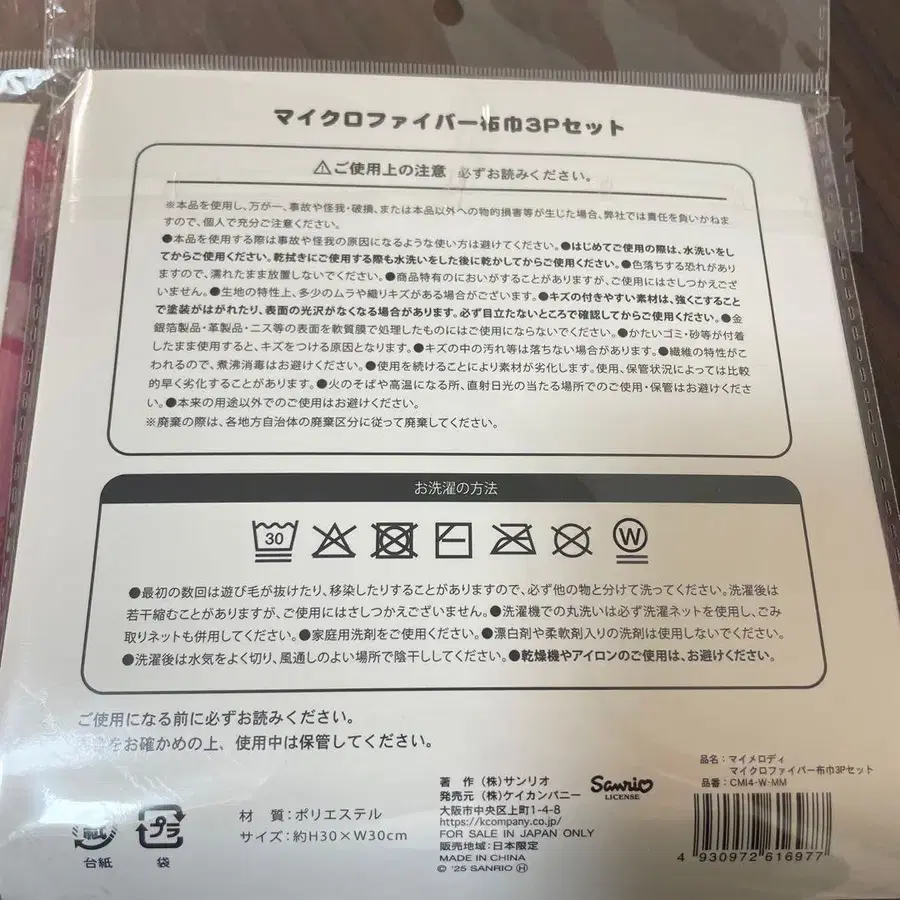 マイクロファイバー布巾3Pセット
⚠ご使用上の注意 必ずお読みください。
※本品を使用し、万が一、事故や怪我・破損、または本品以外への物的損害等が生じた場合、弊社では責任を負いかねま
すので、個人で充分ご注意ください。
●本品を使用する際は事故や怪我の原因になるような使い方は避けてください。●はじめてご使用の際は、水洗いをし
てからご使用ください。乾拭きにご使用する際も水洗いをした後に乾かしてからご使用ください。●色落ちする恐れがあり
ますので、濡れたまま放置しないでください。●商品特有のにおいがすることがありますが、ご使用にはさしつかえござ
いません。●生地の特性上、多少のムラや織りキズがある場合がございます。●キズの付きやすい素材は、強くこすること
で塗装がはがれたり、表面の光沢がなくなる場合があります。必ず目立たないところで確認してからご使用ください。●金
銀箔製品・革製品・ニス等の表面を軟質膜で処理したものにはご使用にならないでください。●かたいゴミ・砂等が付着
したまま使用すると、キズをつける原因となります。●キズの中の汚れ等は落ちない場合があります。●繊維の特性がこ
われるので、煮沸消毒はお避けください。●使用を続けることにより素材が劣化します。使用、保管状況によっては比較
的早く劣化することがあります。●火のそばや高温になる所、直射日光の当たる場所でのご使用・保管はお避けくださ
い。●本来の用途以外でのご使用はお避けください。
※廃棄の際は、各地方自治体の廃棄区分に従って廃棄してください。
お洗濯の方法
30 W
●最初の数回は遊び毛が抜けたり、移染したりすることがありますので、必ず他の物と分けて洗ってください。洗濯後は
若干縮むことがありますが、ご使用にはさしつかえございません。●洗濯機での丸洗いは必ず洗濯ネットを使用し、ごみ
取りネットも併用してください。●家庭用洗剤をご使用ください。●漂白剤や柔軟剤入りの洗剤は使用しないでください。
●洗濯後は水気をよく切り、風通しのよい場所で陰干ししてください。●乾燥機やアイロンのご使用は、お避けください。
ご使用になる前に必ずお読みください。
をお確かめの上、使用中は保管してください。
紙
台紙
プラ
袋
材 質：ポリエステル
サイズ：約H30×W30cm
著 作 (株)サンリオ
発売元 (株)ケイカンパニー
大阪市中央区上町1-4-8
https://kcompany.co.jp/
FOR SALE IN JAPAN ONLY
販売地域：日本限定
MADE IN CHINA
© '25 SANRIO Ⓗ
Sanrio
LICENSE
品名：マイメロディ
マイクロファイバー布巾3Pセット
品番：CMI4-W-MM
4 930972 616977